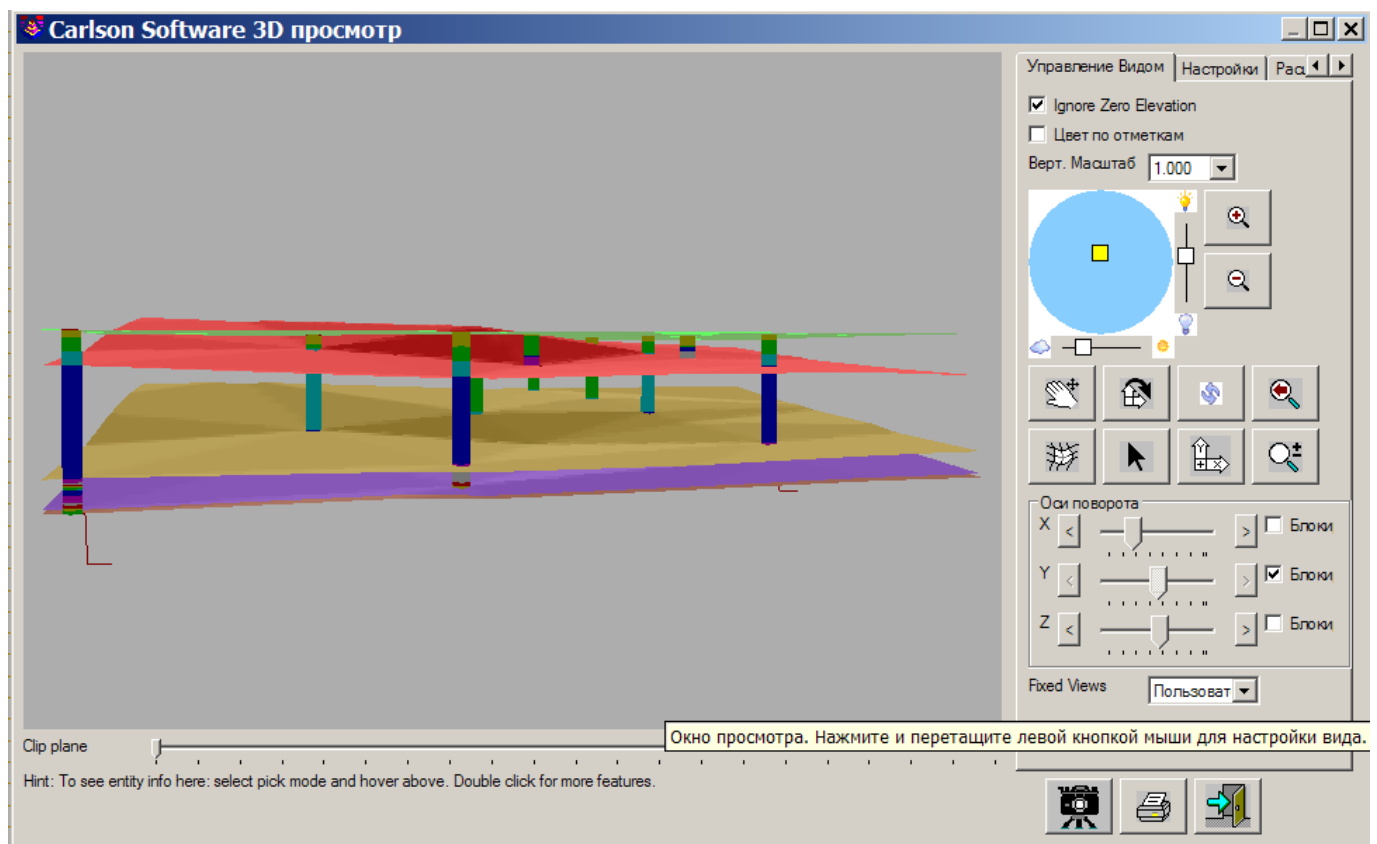 Carlson Software 3D просмотр
Управление Видом
Настройки
Рас
Ignore Zero Elevation
Цвет по отметкам
Верт. Масштаб
1.000
Оси поворота
X < > Блоки
Y < > Блоки
Z < > Блоки
Fixed Views
Пользоват
Окно просмотра. Нажмите и перетащите левой кнопкой мыши для настройки вида.
Clip plane
Hint: To see entity info here: select pick mode and hover above. Double click for more features.